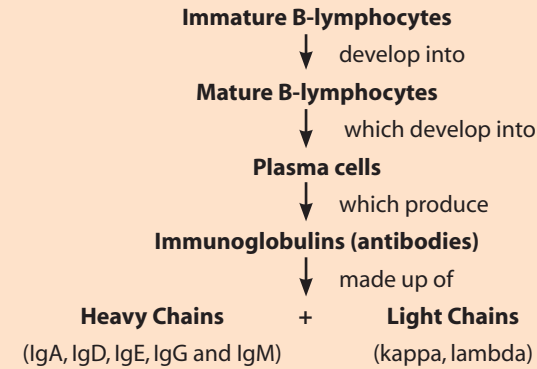 Immature B-lymphocytes
develop into
Mature B-lymphocytes
which develop into
Plasma cells
which produce
Immunoglobulins (antibodies)
made up of
Heavy Chains + Light Chains
(IgA, IgD, IgE, IgG and IgM) (kappa, lambda)